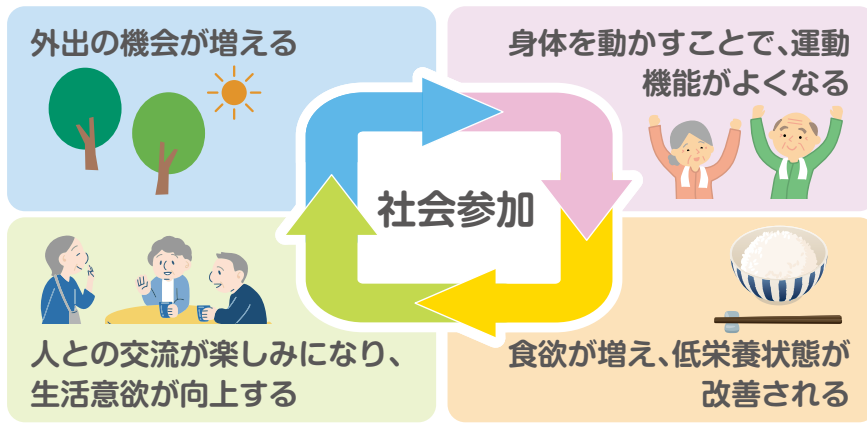 外出の機会が増える
身体を動かすことで、運動
機能がよくなる
社会参加
人との交流が楽しみになり、
生活意欲が向上する
食欲が増え、低栄養状態が
改善される